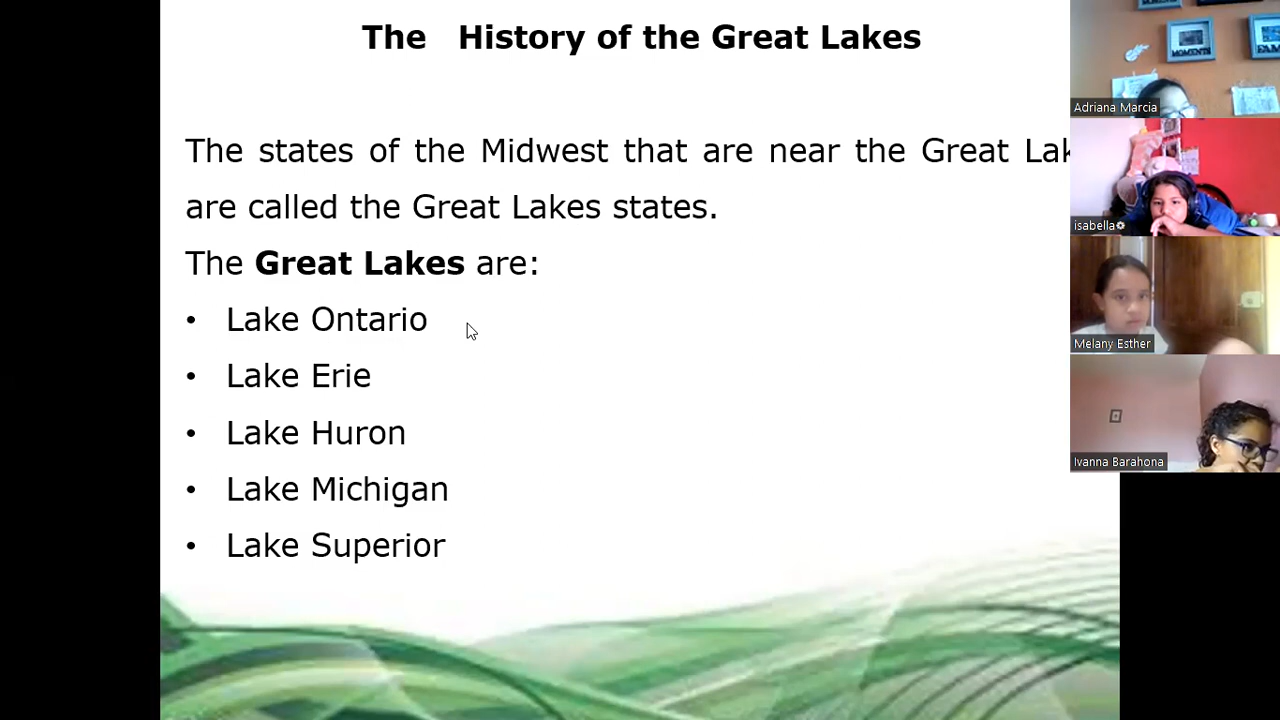 The History of the Great Lakes
The states of the Midwest that are near the Great
are called the Great Lakes states.
The Great Lakes are:
• Lake Ontario
• Lake Erie
• Lake Huron
• Lake Michigan
• Lake Superior
MOMENTS
Adriana Marcia
isabella
Melany Esther
Ivanna Barahona